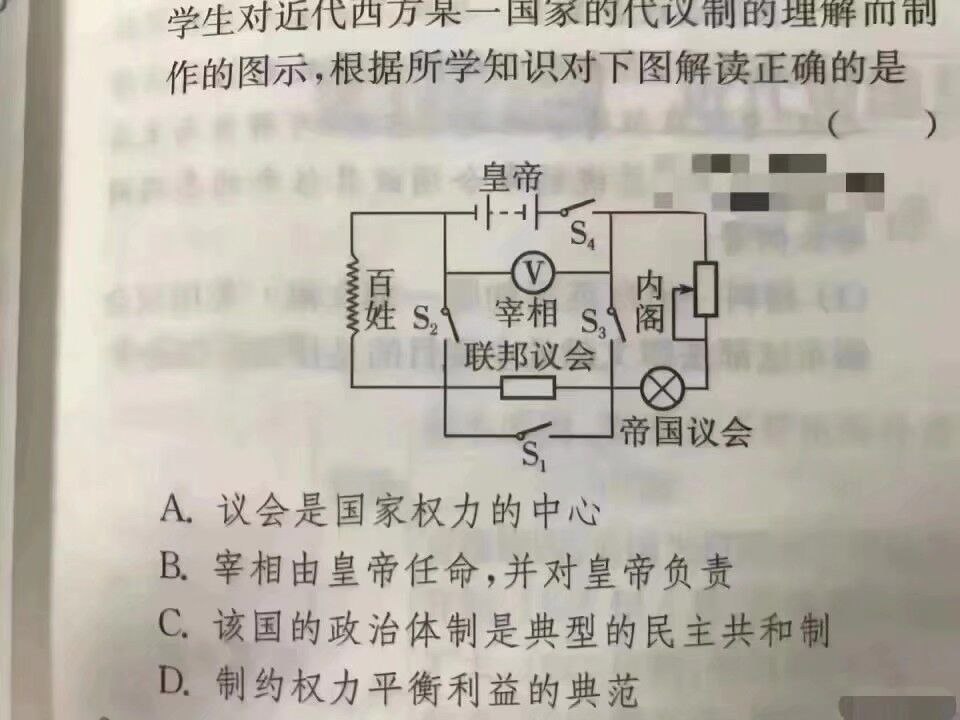 学生对近代西方某一国家的代议制的理解而制
作的图示,根据所学知识对下图解读正确的是
( )
皇帝
S₄
V
百姓
S₂
宰相
S₃
内阁
联邦议会
帝国议会
S₁
A. 议会是国家权力的中心
B. 宰相由皇帝任命,并对皇帝负责
C. 该国的政治体制是典型的民主共和制
D. 制约权力平衡利益的典范